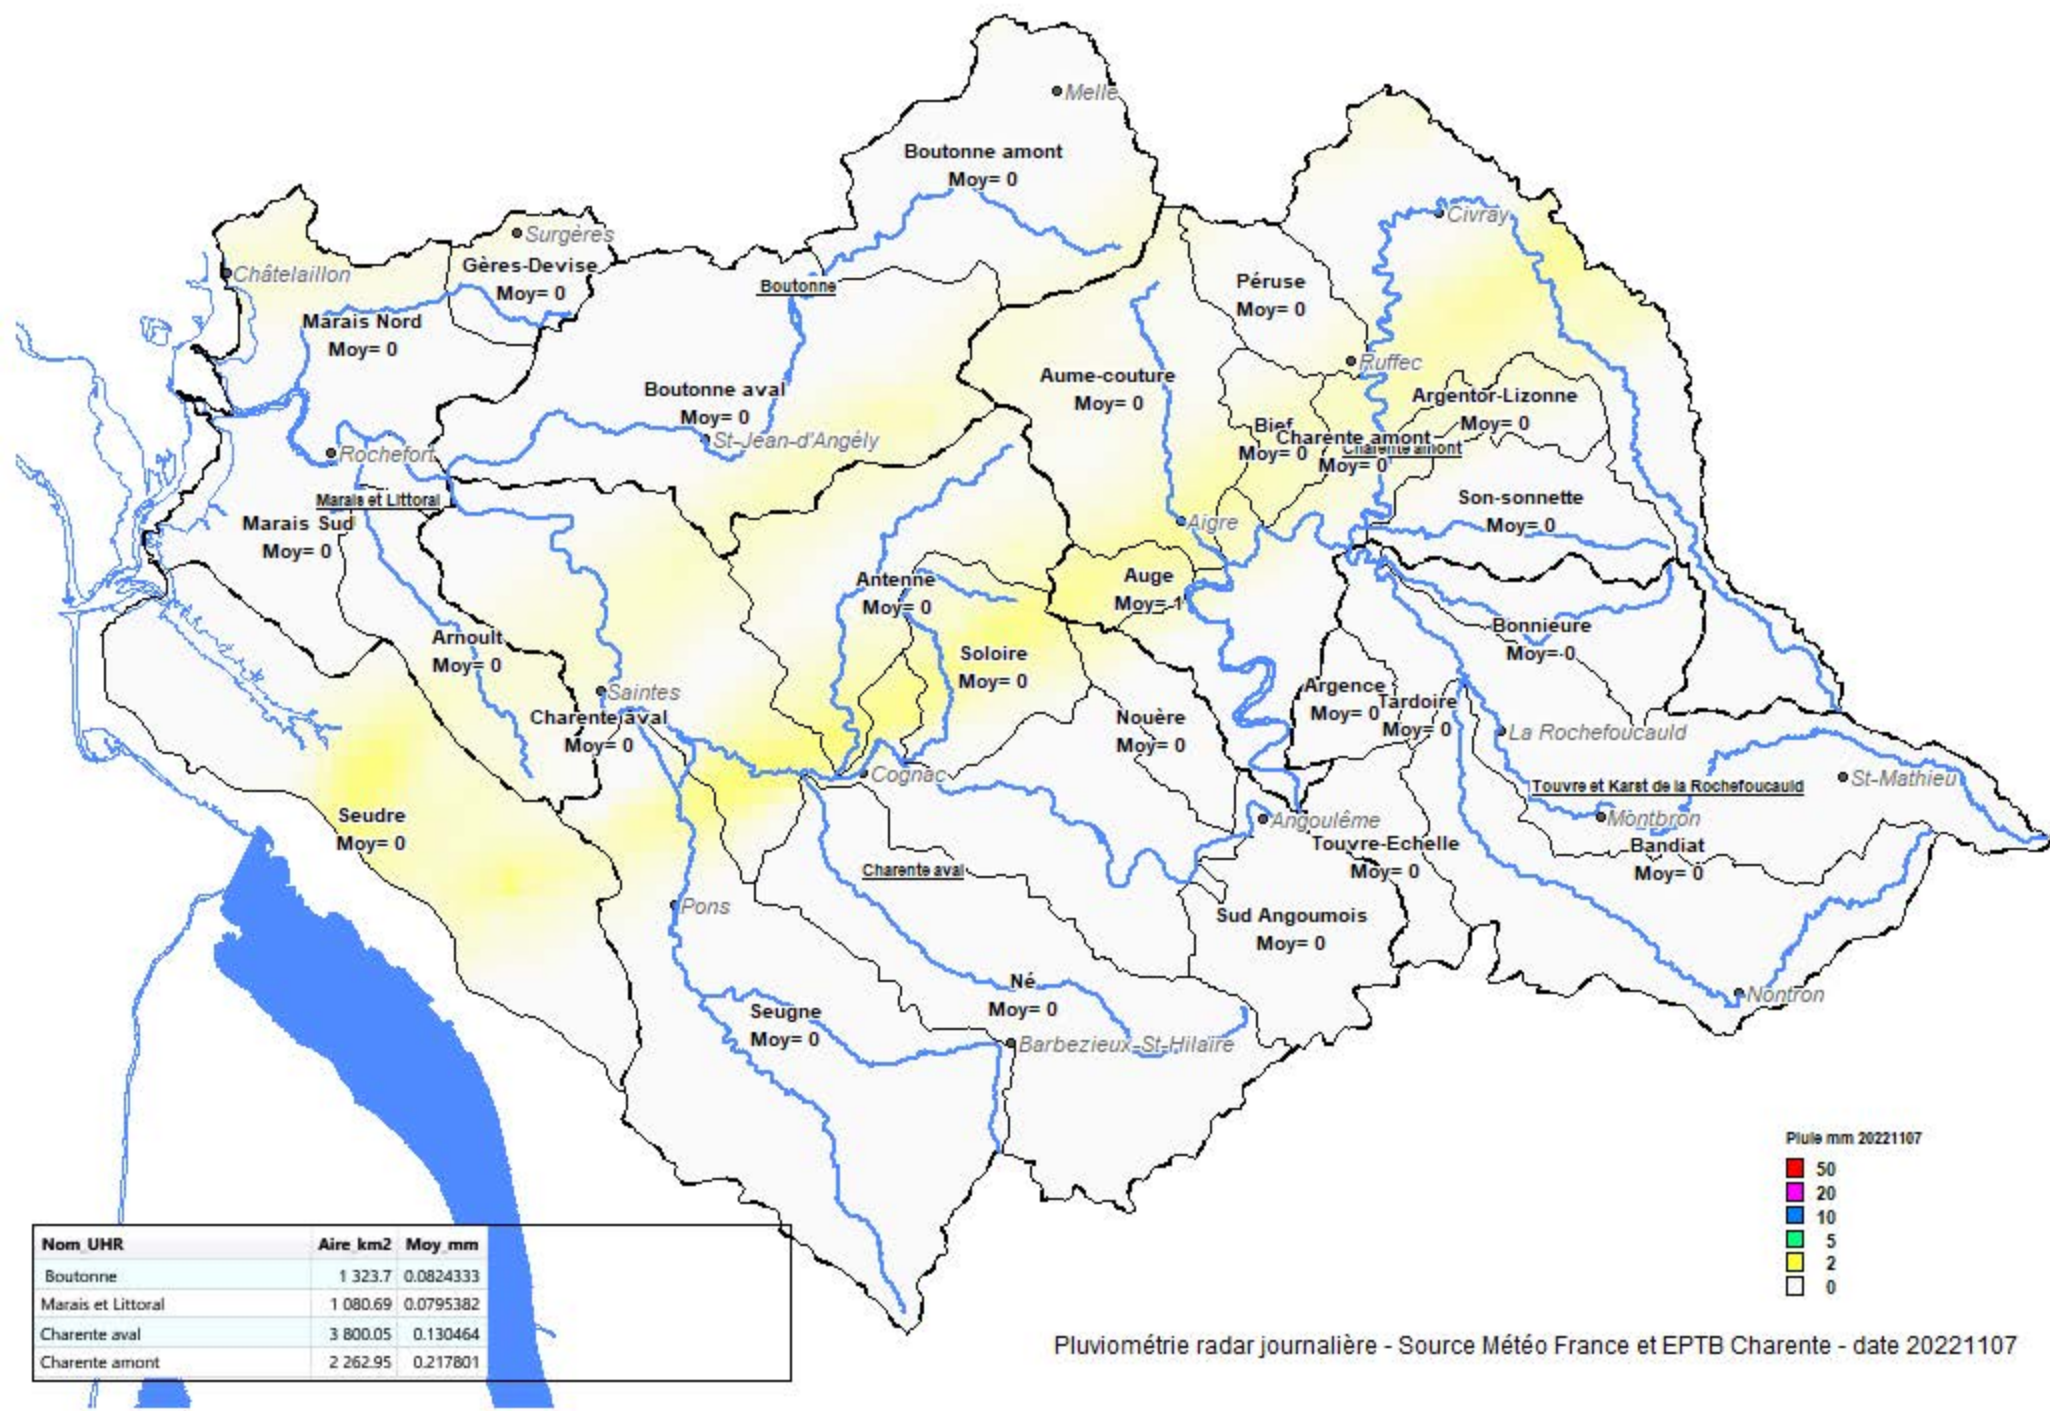 Melle
Boutonne amont
Moy= 0
Civray
Surgères
Châtelaillon
Gères-Devise
Moy= 0
Boutonne
Péruse
Moy= 0
Marais Nord
Moy= 0
Ruffec
Aume-couture
Moy= 0
Boutonne aval
Moy= 0
Argentor-Lizonne
Moy= 0
St-Jean-d'Angély
Bief
Moy= 0
Charente amont
Moy= 0
Charente amont
Rochefort
Marais et Littoral
Son-sonnette
Moy= 0
Marais Sud
Moy= 0
Aigre
Antenne
Moy= 0
Auge
Moy= 1
Bonnieure
Moy= 0
Arnoult
Moy= 0
Soloire
Moy= 0
Saintes
Argence
Moy= 0
Tardoire
Moy= 0
Charente aval
Moy= 0
Nouère
Moy= 0
La Rochefoucauld
Cognac
Touvre et Karst de la Rochefoucauld
St-Mathieu
Seudre
Moy= 0
Angoulême
Montbron
Touvre-Echelle
Moy= 0
Bandiat
Moy= 0
Charente aval
Pons
Sud Angoumois
Moy= 0
Né
Moy= 0
Nontron
Seugne
Moy= 0
Barbezieux-St-Hilaire
Pluie mm 20221107
50
20
10
5
2
0
Nom_UHR Aire_km2 Moy_mm
Boutonne 1 323.7 0.0824333
Marais et Littoral 1 080.69 0.0795382
Charente aval 3 800.05 0.130464
Charente amont 2 262.95 0.217801
Pluviométrie radar journalière - Source Météo France et EPTB Charente - date 20221107